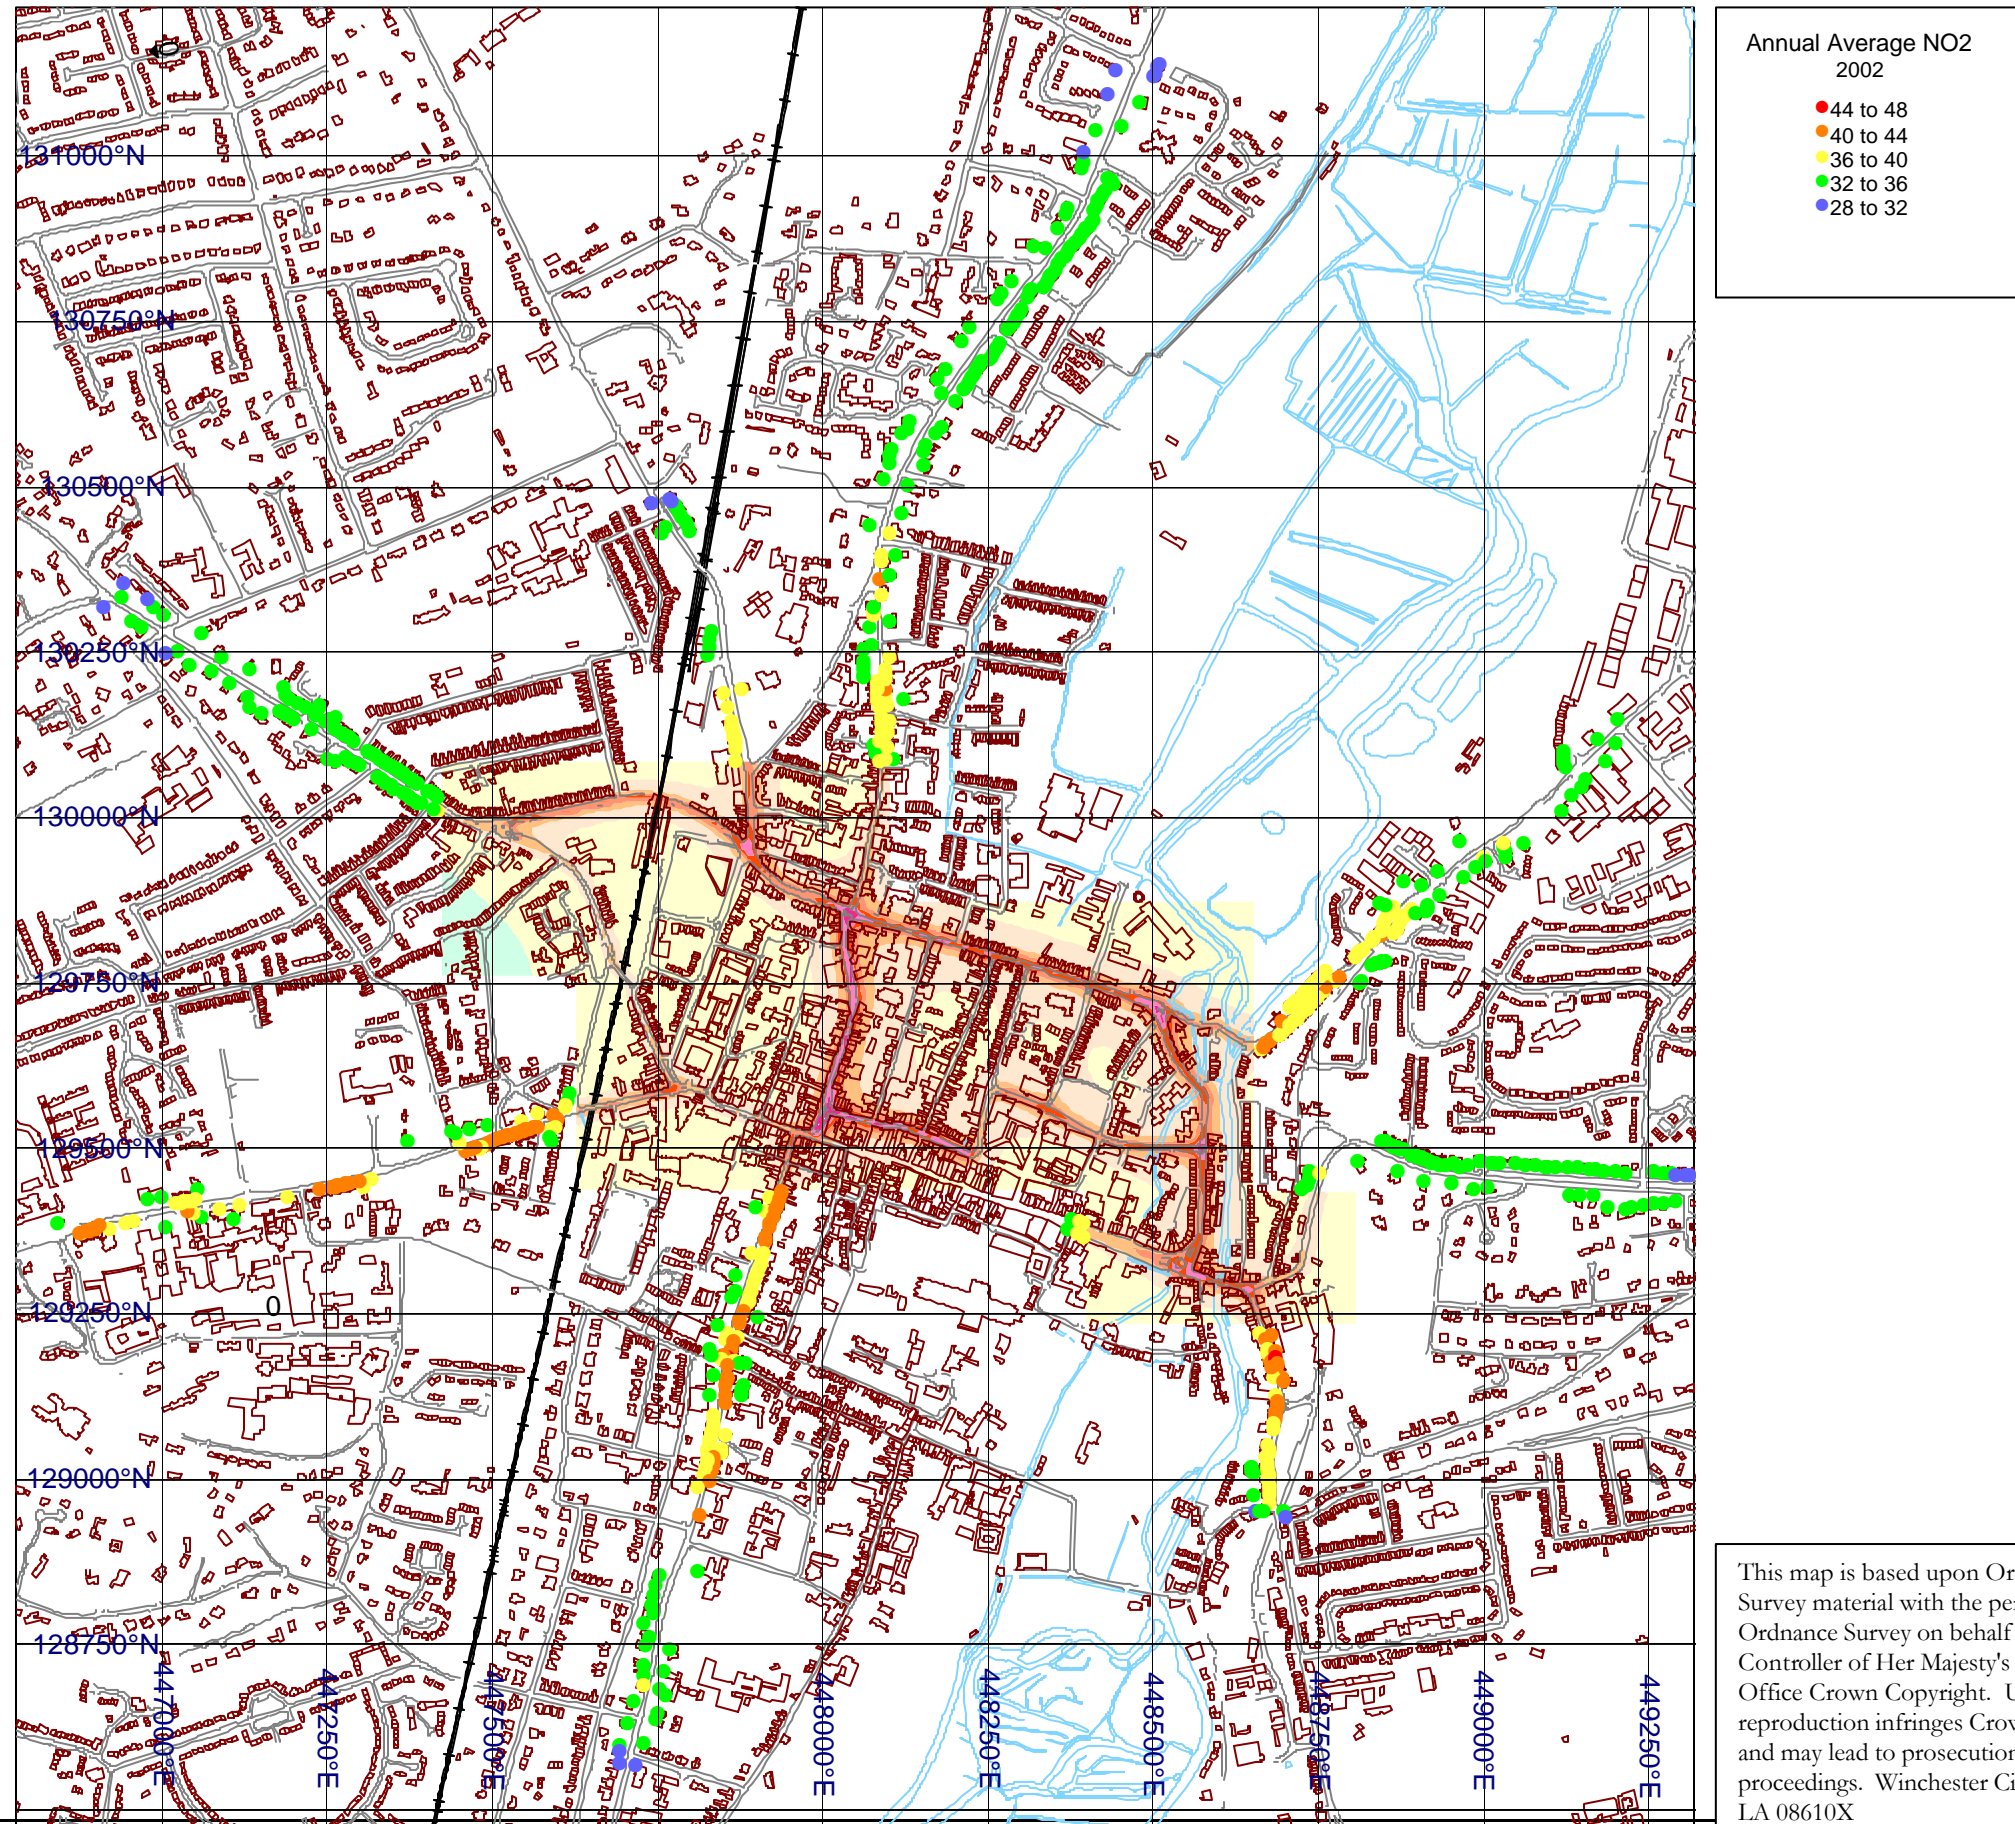 Annual Average NO2
2002
44 to 48
40 to 44
36 to 40
32 to 36
28 to 32
0
131000°N
130750°N
130500°N
130250°N
130000°N
129750°N
129500°N
129250°N
0
129000°N
128750°N
447000°E
447250°E
447500°E
448000°E
448250°E
448500°E
448750°E
449000°E
449250°E
This map is based upon Or
Survey material with the pe
Ordnance Survey on behalf
Controller of Her Majesty's
Office Crown Copyright. U
reproduction infringes Crow
and may lead to prosecution
proceedings. Winchester Ci
LA 08610X